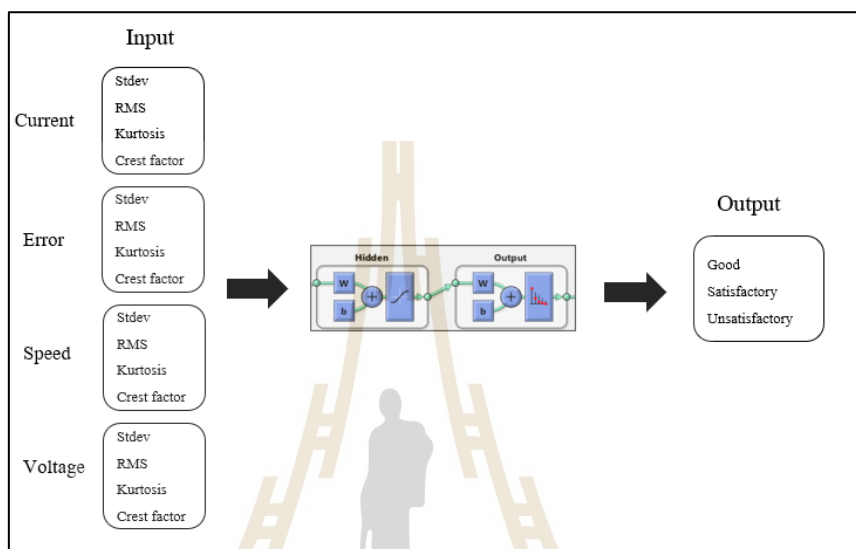 Input
Current
Stdev
RMS
Kurtosis
Crest factor
Error
Stdev
RMS
Kurtosis
Crest factor
Speed
Stdev
RMS
Kurtosis
Crest factor
Voltage
Stdev
RMS
Kurtosis
Crest factor
Hidden
W
b
Output
W
b
Output
Good
Satisfactory
Unsatisfactory